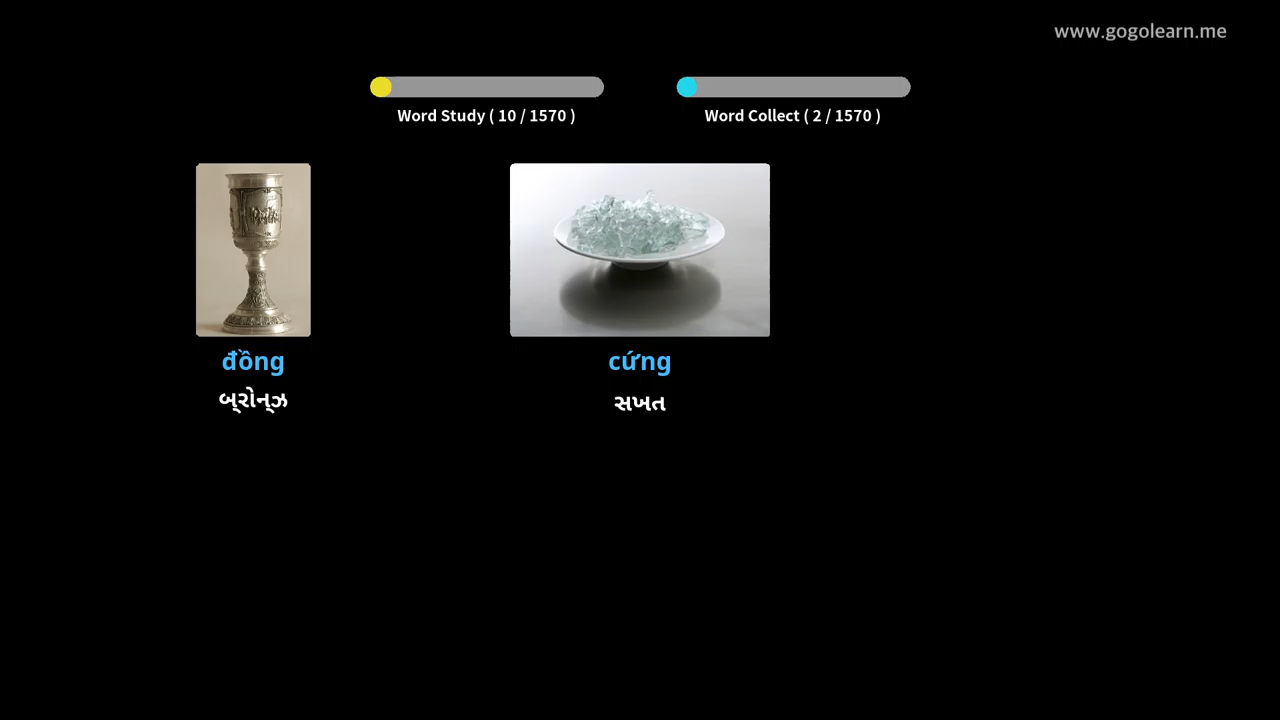 www.gogolearn.me
Word Study ( 10 / 1570 )
Word Collect ( 2 / 1570 )
đồng
cứng
બ્રોન્ઝ
સખત